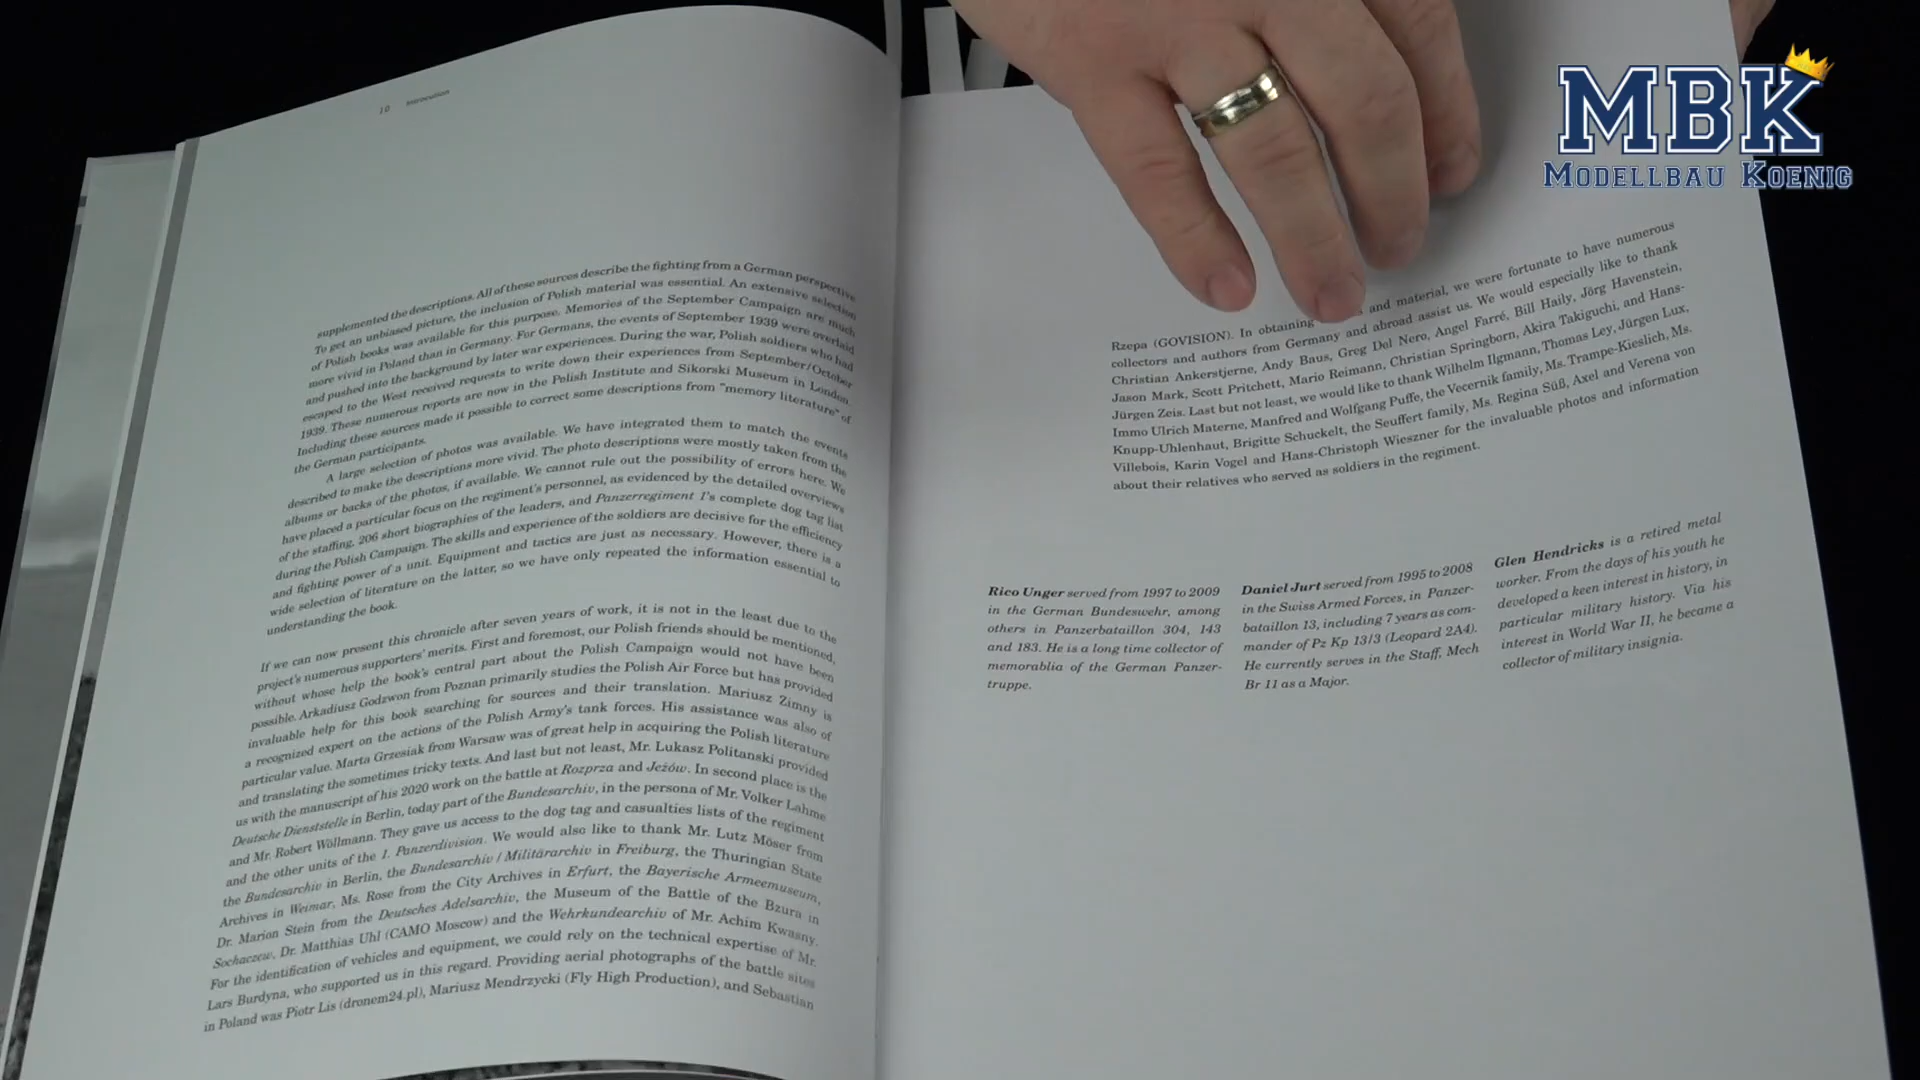 10 Introcution
supplemented the descriptions. All of these sources describe the fighting from a German perspective
To get an unbiased picture, the inclusion of Polish material was essential. An extensive selection
of Polish books was available for this purpose. Memories of the September Campaign are much
more vivid in Poland than in Germany. For Germans, the events of September 1939 were overlaid
and pushed into the background by later war experiences. During the war, Polish soldiers who had
escaped to the West received requests to write down their experiences from September/October
1939. These numerous reports are now in the Polish Institute and Sikorski Museum in London.
Including these sources made it possible to correct some descriptions from "memory literature" of
the German participants.
A large selection of photos was available. We have integrated them to match the events
described to make the descriptions more vivid. The photo descriptions were mostly taken from the
albums or backs of the photos, if available. We cannot rule out the possibility of errors here. We
have placed a particular focus on the regiment's personnel, as evidenced by the detailed overviews
of the staffing, 206 short biographies of the leaders, and Panzerregiment 1's complete dog tag list
during the Polish Campaign. The skills and experience of the soldiers are decisive for the efficiency
and fighting power of a unit. Equipment and tactics are just as necessary. However, there is a
wide selection of literature on the latter, so we have only repeated the information essential to
understanding the book.
If we can now present this chronicle after seven years of work, it is not in the least due to the
project's numerous supporters' merits. First and foremost, our Polish friends should be mentioned,
without whose help the book's central part about the Polish Campaign would not have been
possible. Arkadiusz Godzwon from Poznan primarily studies the Polish Air Force but has provided
invaluable help for this book searching for sources and their translation. Mariusz Zimny is
a recognized expert on the actions of the Polish Army's tank forces. His assistance was also of
particular value. Marta Grzesiak from Warsaw was of great help in acquiring the Polish literature
and translating the sometimes tricky texts. And last but not least, Mr. Lukasz Politanski provided
us with the manuscript of his 2020 work on the battle at Rozprza and Jeżów. In second place is the
Deutsche Dienststelle in Berlin, today part of the Bundesarchiv, in the persona of Mr. Volker Lahme
and Mr. Robert Wöllmann. They gave us access to the dog tag and casualties lists of the regiment
and the other units of the 1. Panzerdivision. We would also like to thank Mr. Lutz Möser from
the Bundesarchiv in Berlin, the Bundesarchiv / Militärarchiv in Freiburg, the Thuringian State
Archives in Weimar, Ms. Rose from the City Archives in Erfurt, the Bayerische Armeemuseum,
Dr. Marion Stein from the Deutsches Adelsarchiv, the Museum of the Battle of the Bzura in
Sochaczew, Dr. Matthias Uhl (CAMO Moscow) and the Wehrkundearchiv of Mr. Achim Kwasny.
For the identification of vehicles and equipment, we could rely on the technical expertise of Mr.
Lars Burdyna, who supported us in this regard. Providing aerial photographs of the battle sites
in Poland was Piotr Lis (dronem24.pl), Mariusz Mendrzycki (Fly High Production), and Sebastian
Rzepa (GOVISION). In obtaining and material, we were fortunate to have numerous
collectors and authors from Germany and abroad assist us. We would especially like to thank
Christian Ankerstjerne, Andy Baus, Greg Del Nero, Angel Farré, Bill Haily, Jörg Havenstein,
Jason Mark, Scott Pritchett, Mario Reimann, Christian Springborn, Akira Takiguchi, and Hans-
Jürgen Zeis. Last but not least, we would like to thank Wilhelm Ilgmann, Thomas Ley, Jürgen Lux,
Immo Ulrich Materne, Manfred and Wolfgang Puffe, the Vecernik family, Ms. Trampe-Kieslich, Ms.
Knupp-Uhlenhaut, Brigitte Schuckelt, the Seuffert family, Ms. Regina Süß, Axel and Verena von
Villebois, Karin Vogel and Hans-Christoph Wieszner for the invaluable photos and information
about their relatives who served as soldiers in the regiment.
Rico Unger served from 1997 to 2009
in the German Bundeswehr, among
others in Panzerbataillon 304, 143
and 183. He is a long time collector of
memorablia of the German Panzer-
truppe.
Daniel Jurt served from 1995 to 2008
in the Swiss Armed Forces, in Panzer-
bataillon 13, including 7 years as com-
mander of Pz Kp 13/3 (Leopard 2A4).
He currently serves in the Staff, Mech
Br 11 as a Major.
Glen Hendricks is a retired metal
worker. From the days of his youth he
developed a keen interest in history, in
particular military history. Via his
interest in World War II, he became a
collector of military insignia.
MBK
MODELLBAU KOENIG